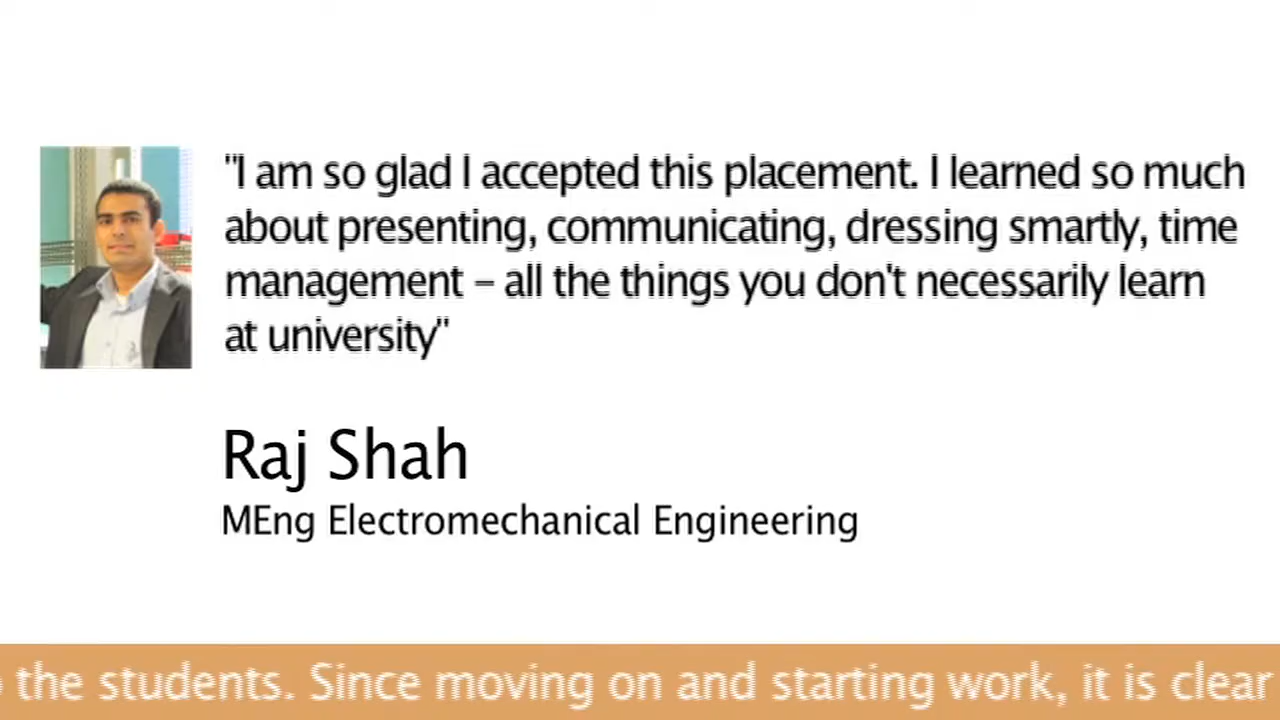 "I am so glad I accepted this placement. I learned so much
about presenting, communicating, dressing smartly, time
management – all the things you don't necessarily learn
at university"
Raj Shah
MEng Electromechanical Engineering
the students. Since moving on and starting work, it is clear